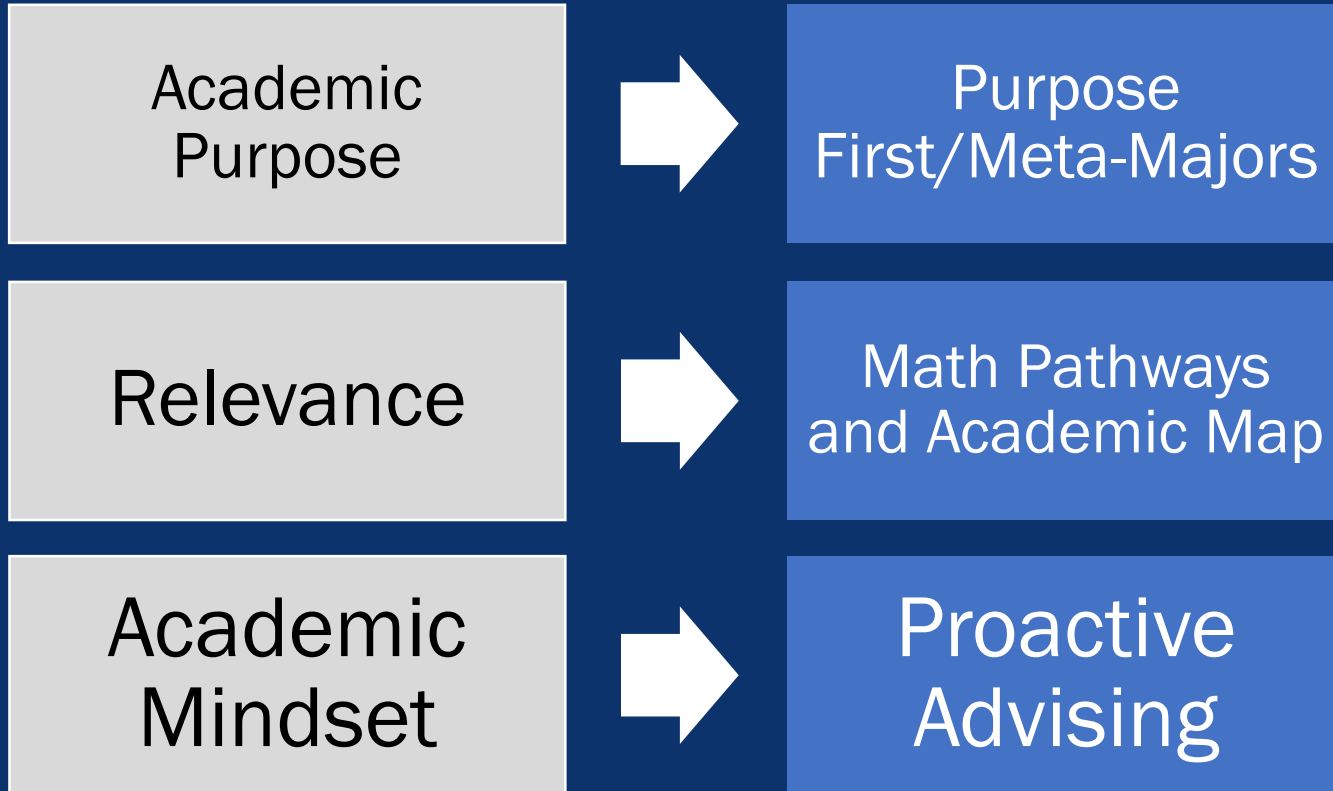 Academic
Purpose
Purpose
First/Meta-Majors
Relevance
Math Pathways
and Academic Map
Academic
Mindset
Proactive
Advising